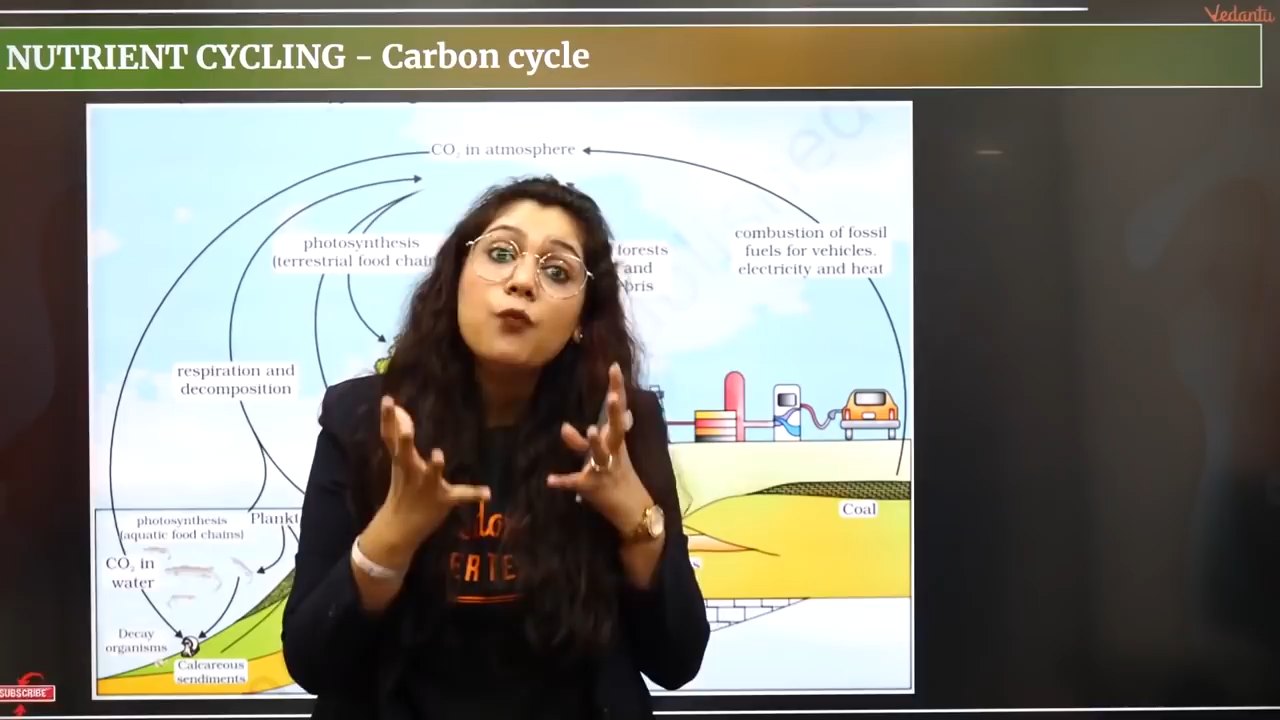 Vedantu
NUTRIENT CYCLING – Carbon cycle
CO₂ in atmosphere
photosynthesis
(terrestrial food
forests
and
combustion of fossil
fuels for vehicles.
electricity and heat
respiration and
decomposition
photosynthesis
(aquatic food chains)
CO₂ in
water
Decay
organisms
Calcareous
sendiments
Coal
SUBSCRIBE